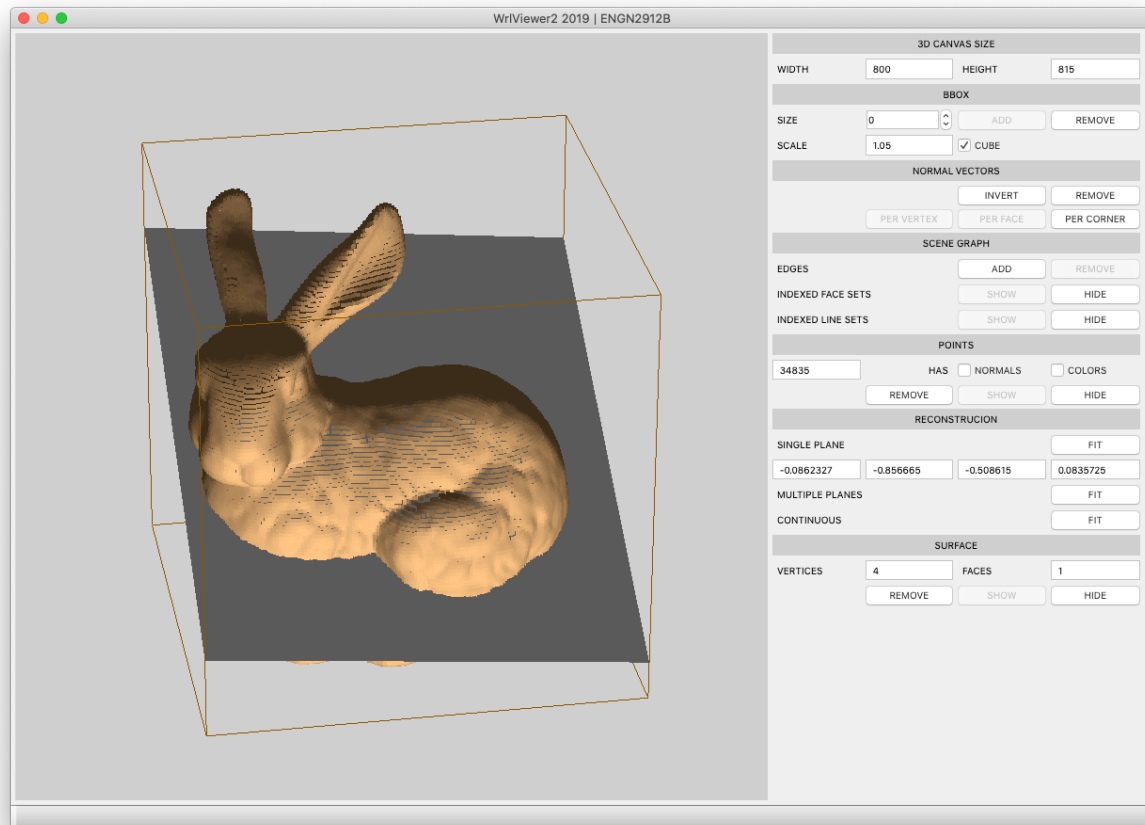 WrlViewer2 2019 | ENGN2912B
3D CANVAS SIZE
WIDTH 800 HEIGHT 815
BBOX
SIZE 0 ADD REMOVE
SCALE 1.05 CUBE
NORMAL VECTORS
INVERT REMOVE
PER VERTEX PER FACE PER CORNER
SCENE GRAPH
EDGES ADD REMOVE
INDEXED FACE SETS SHOW HIDE
INDEXED LINE SETS SHOW HIDE
POINTS
34835 HAS NORMALS COLORS
REMOVE SHOW HIDE
RECONSTRUCION
SINGLE PLANE FIT
-0.0862327 -0.856665 -0.508615 0.0835725
MULTIPLE PLANES FIT
CONTINUOUS FIT
SURFACE
VERTICES 4 FACES 1
REMOVE SHOW HIDE